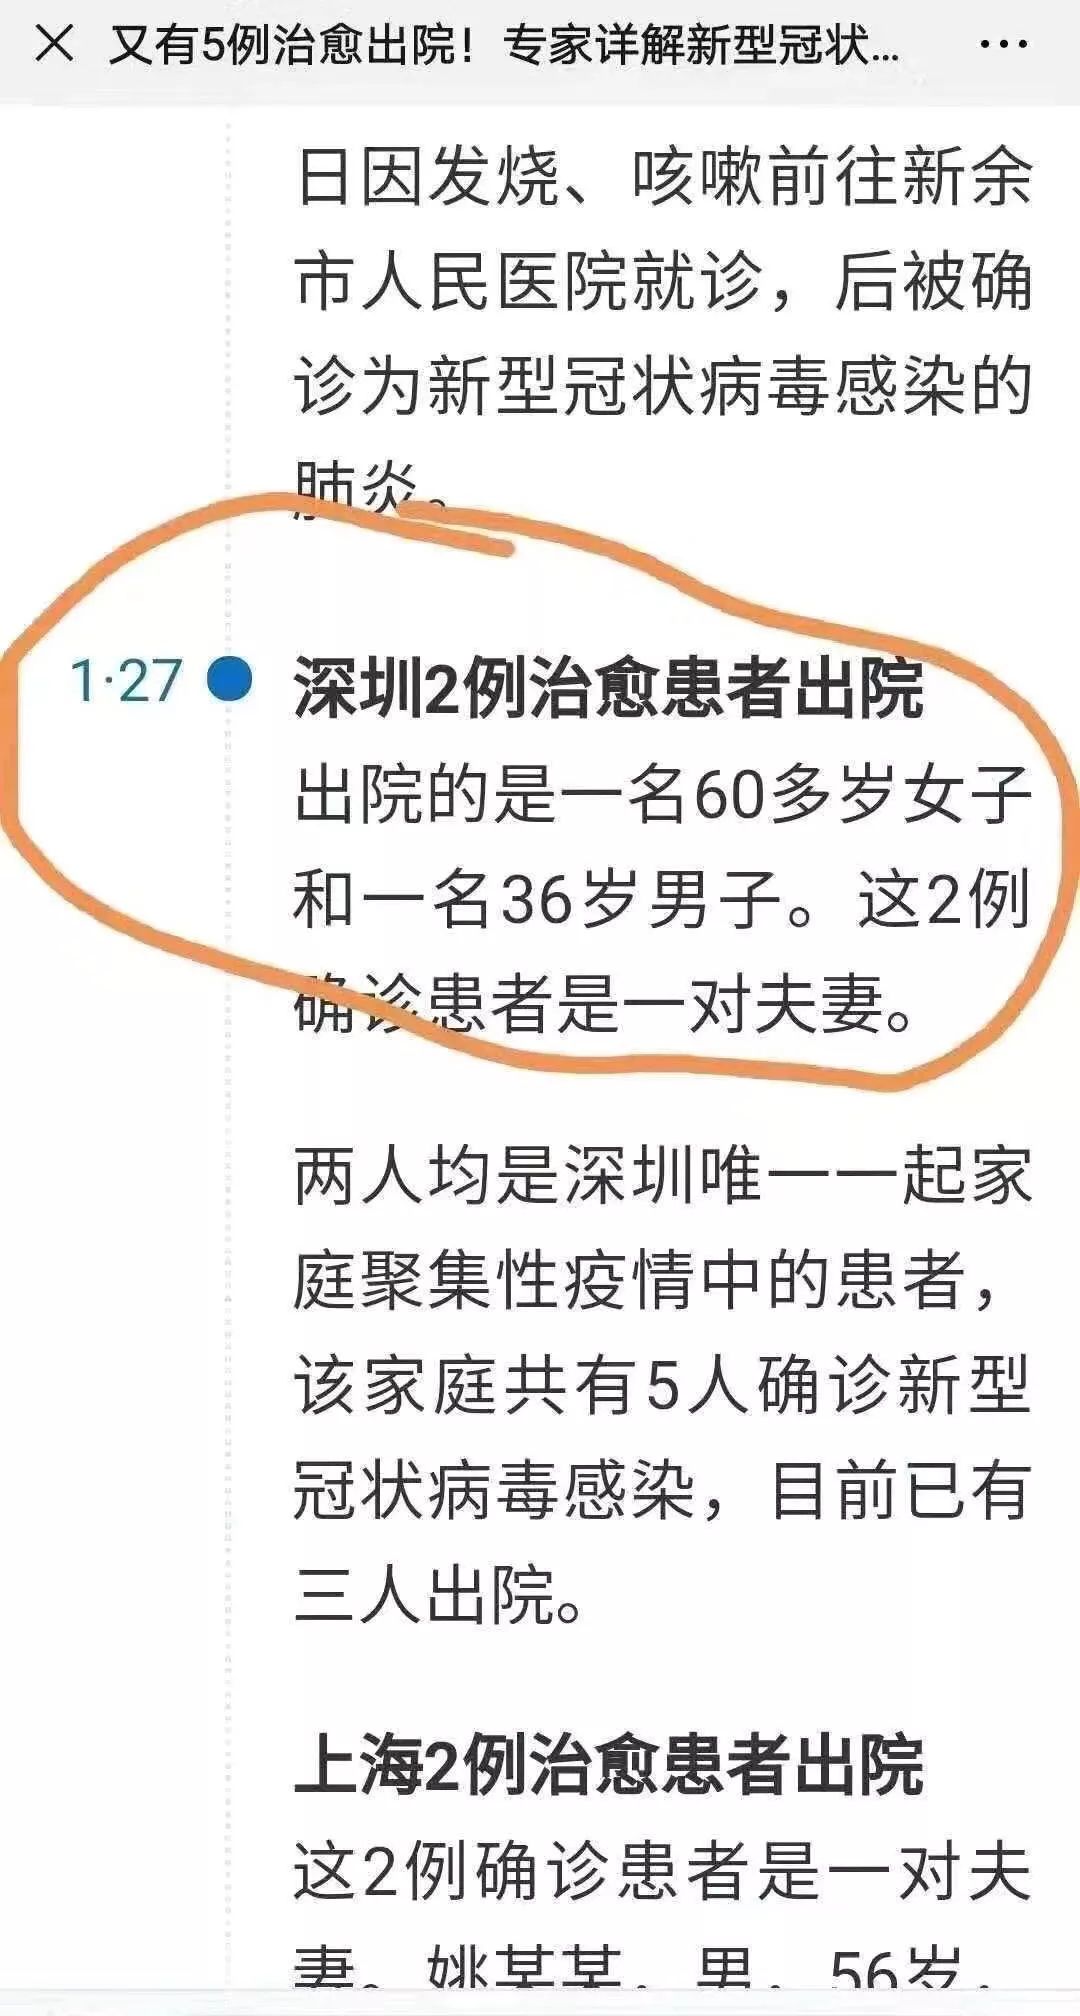 又有5例治愈出院！专家详解新型冠状...
日因发烧、咳嗽前往新余
市人民医院就诊，后被确
诊为新型冠状病毒感染的
肺炎。
1·27
深圳2例治愈患者出院
出院的是一名60多岁女子
和一名36岁男子。这2例
确诊患者是一对夫妻。
两人均是深圳唯一一起家
庭聚集性疫情中的患者，
该家庭共有5人确诊新型
冠状病毒感染，目前已有
三人出院。
上海2例治愈患者出院
这2例确诊患者是一对夫
妻。姚某某，男，56岁，